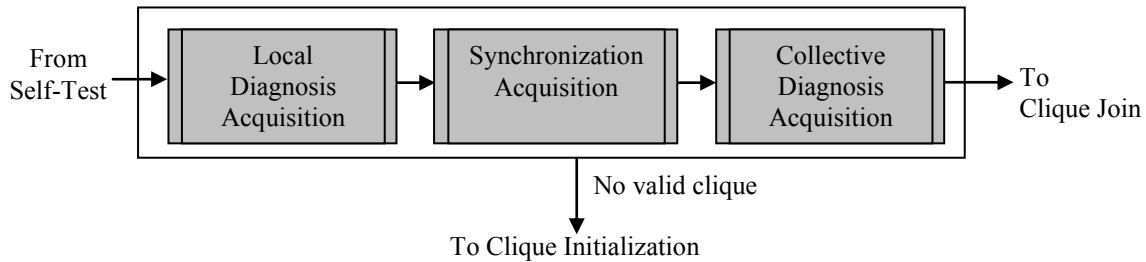 From
Self-Test
Local
Diagnosis
Acquisition
Synchronization
Acquisition
Collective
Diagnosis
Acquisition
To
Clique Join
No valid clique
To Clique Initialization